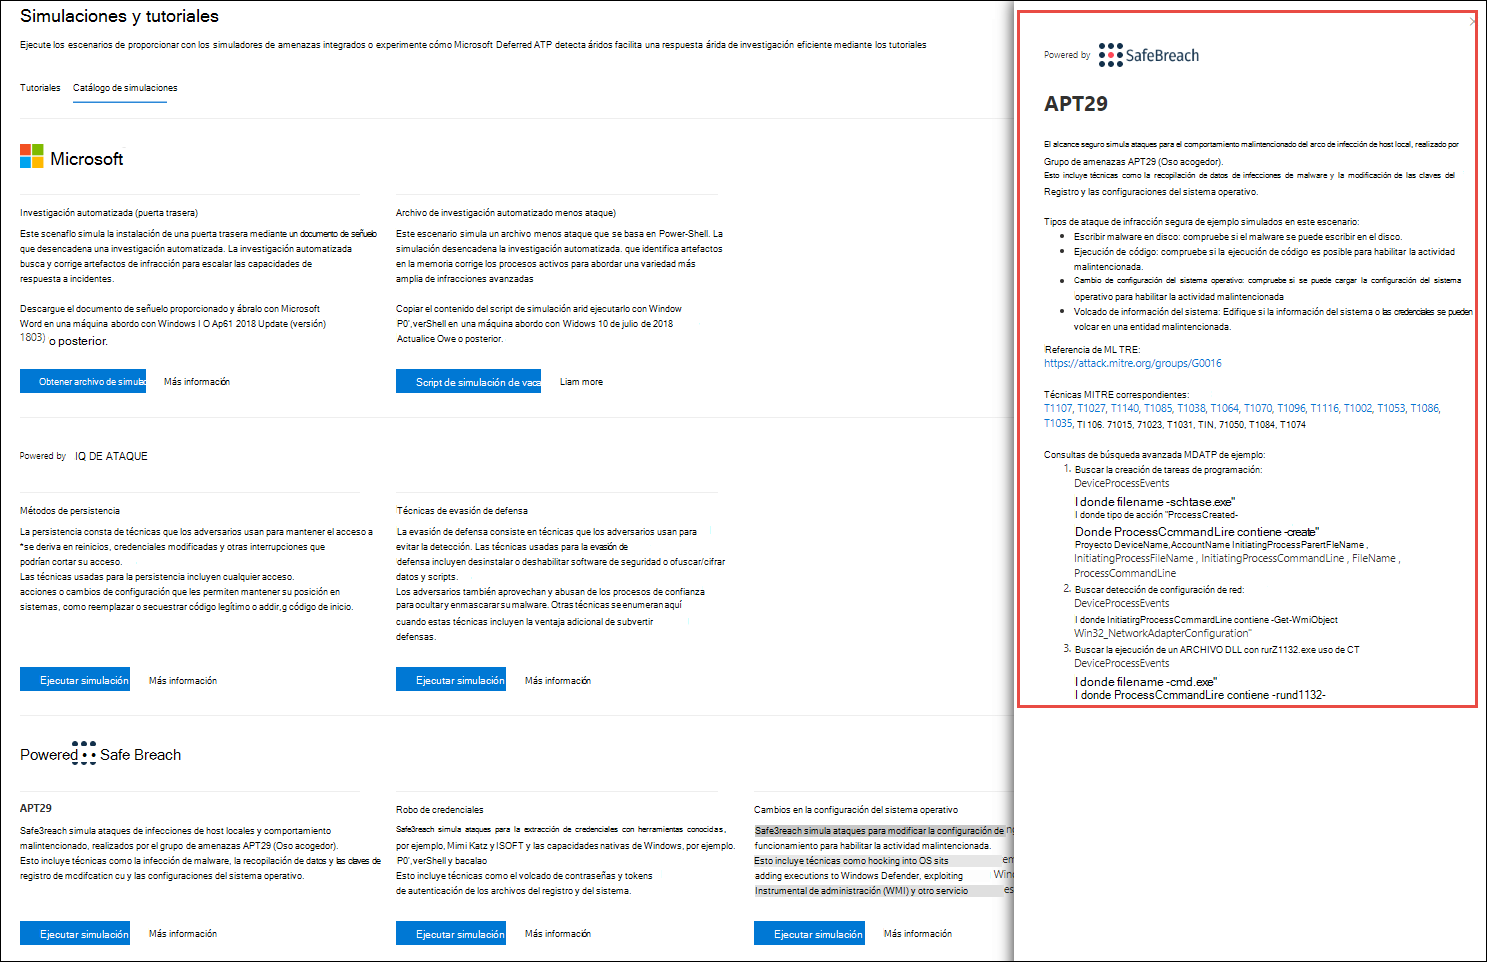 Simulaciones y tutoriales
Ejecute los escenarios de proporcionar con los simuladores de amenazas integrados o experimente cómo Microsoft Deferred ATP detecta áridos facilita una respuesta árida de investigación eficiente mediante los tutoriales
Tutoriales Catálogo de simulaciones
Microsoft
Investigación automatizada (puerta trasera)
Este scenaflo simula la instalación de una puerta trasera mediante un documento de señuelo
que desencadena una investigación automatizada. La investigación automatizada
busca y corrige artefactos de infracción para escalar las capacidades de
respuesta a incidentes.
Descargue el documento de señuelo proporcionado y ábralo con Microsoft
Word en una máquina abordo con Windows I O Ap61 2018 Update (versión)
1803) o posterior.
Obtener archivo de simulac Más información
Archivo de investigación automatizado menos ataque)
Este escenario simula un archivo menos ataque que se basa en Power-Shell. La
simulación desencadena la investigación automatizada. que identifica artefactos
en la memoria corrige los procesos activos para abordar una variedad más
amplia de infracciones avanzadas
Copiar el contenido del script de simulación arid ejecutarlo con Window
P0',verShell en una máquina abordo con Widows 10 de julio de 2018
Actualice Owe o posterior.
Script de simulación de vaca Liam more
Powered by IQ DE ATAQUE
Métodos de persistencia
La persistencia consta de técnicas que los adversarios usan para mantener el acceso a
*se deriva en reinicios, credenciales modificadas y otras interrupciones que
podrían cortar su acceso.
Las técnicas usadas para la persistencia incluyen cualquier acceso.
acciones o cambios de configuración que les permiten mantener su posición en
sistemas, como reemplazar o secuestrar código legítimo o addir,g código de inicio.
Ejecutar simulación Más información
Técnicas de evasión de defensa
La evasión de defensa consiste en técnicas que los adversarios usan para
evitar la detección. Las técnicas usadas para la evasión de
defensa incluyen desinstalar o deshabilitar software de seguridad o ofuscar/cifrar
datos y scripts.
Los adversarios también aprovechan y abusan de los procesos de confianza
para ocultar y enmascarar su malware. Otras técnicas se enumeran aquí
cuando estas técnicas incluyen la ventaja adicional de subvertir
defensas.
Ejecutar simulación Más información
Powered Safe Breach
APT29
Safe3reach simula ataques de infecciones de host locales y comportamiento
malintencionado, realizados por el grupo de amenazas APT29 (Oso acogedor).
Esto incluye técnicas como la infección de malware, la recopilación de datos y las claves de
registro de mcdifcaticn cu y las configuraciones del sistema operativo.
Ejecutar simulación Más información
Robo de credenciales
Safe3reach simula ataques para la extracción de credenciales con herramientas conocidas,
por ejemplo, Mimi Katz y ISOFT y las capacidades nativas de Windows, por ejemplo.
P0',verShell y bacalao
Esto incluye técnicas como el volcado de contraseñas y tokens
de autenticación de los archivos del registro y del sistema.
Ejecutar simulación Más información
Cambios en la configuración del sistema operativo
Safe3reach simula ataques para modificar la configuración de
funcionamiento para habilitar la actividad malintencionada.
Esto incluye técnicas como hocking into OS sits em
adding executions to Windows Defender, exploiting Wind
Instrumental de administración (WMI) y otro servicio es
Ejecutar simulación Más información
Powered by SafeBreach
APT29
El alcance seguro simula ataques para el comportamiento malintencionado del arco de infección de host local, realizado por
Grupo de amenazas APT29 (Oso acogedor).
Esto incluye técnicas como la recopilación de datos de infecciones de malware y la modificación de las claves del
Registro y las configuraciones del sistema operativo.
Tipos de ataque de infracción segura de ejemplo simulados en este escenario:
• Escribir malware en disco: compruebe si el malware se puede escribir en el disco.
• Ejecución de código: compruebe si la ejecución de código es posible para habilitar la actividad
malintencionada.
• Cambio de configuración del sistema operativo: compruebe si se puede cargar la configuración del sistema
operativo para habilitar la actividad malintencionada
• Volcado de información del sistema: Edifique si la información del sistema o las credenciales se pueden
volcar en una entidad malintencionada.
Referencia de ML TRE:
https://attack.mitre.org/groups/G0016
Técnicas MITRE correspondientes:
T1107, T1027, T1140, T1085, T1038, T1064, T1070, T1096, T1116, T1002, T1053, T1086,
T1035, TI 106. 71015, 71023, T1031, TIN, 71050, T1084, T1074
Consultas de búsqueda avanzada MDATP de ejemplo:
1. Buscar la creación de tareas de programación:
DeviceProcessEvents
I donde filename -schtase.exe"
I donde tipo de acción "PrccessCreated-
Donde ProcessCcmmandLire contiene -create"
Proyecto DeviceName,AccountName InitiatingProcessParertFleName ,
InitiatingProcessFileName , InitiatingProcessCommandLine , FileName ,
ProcessCommandLine
2. Buscar detección de configuración de red:
DeviceProcessEvents
I donde InitiatirgProcessCcmmardLine contiene -Get-WmiObject
Win32_NetworkAdapterConfiguration"
3. Buscar la ejecución de un ARCHIVO DLL con rurZ1132.exe uso de CT
DeviceProcessEvents
I donde filename -cmd.exe"
I donde ProcessCcmmandLire contiene -rund1132-